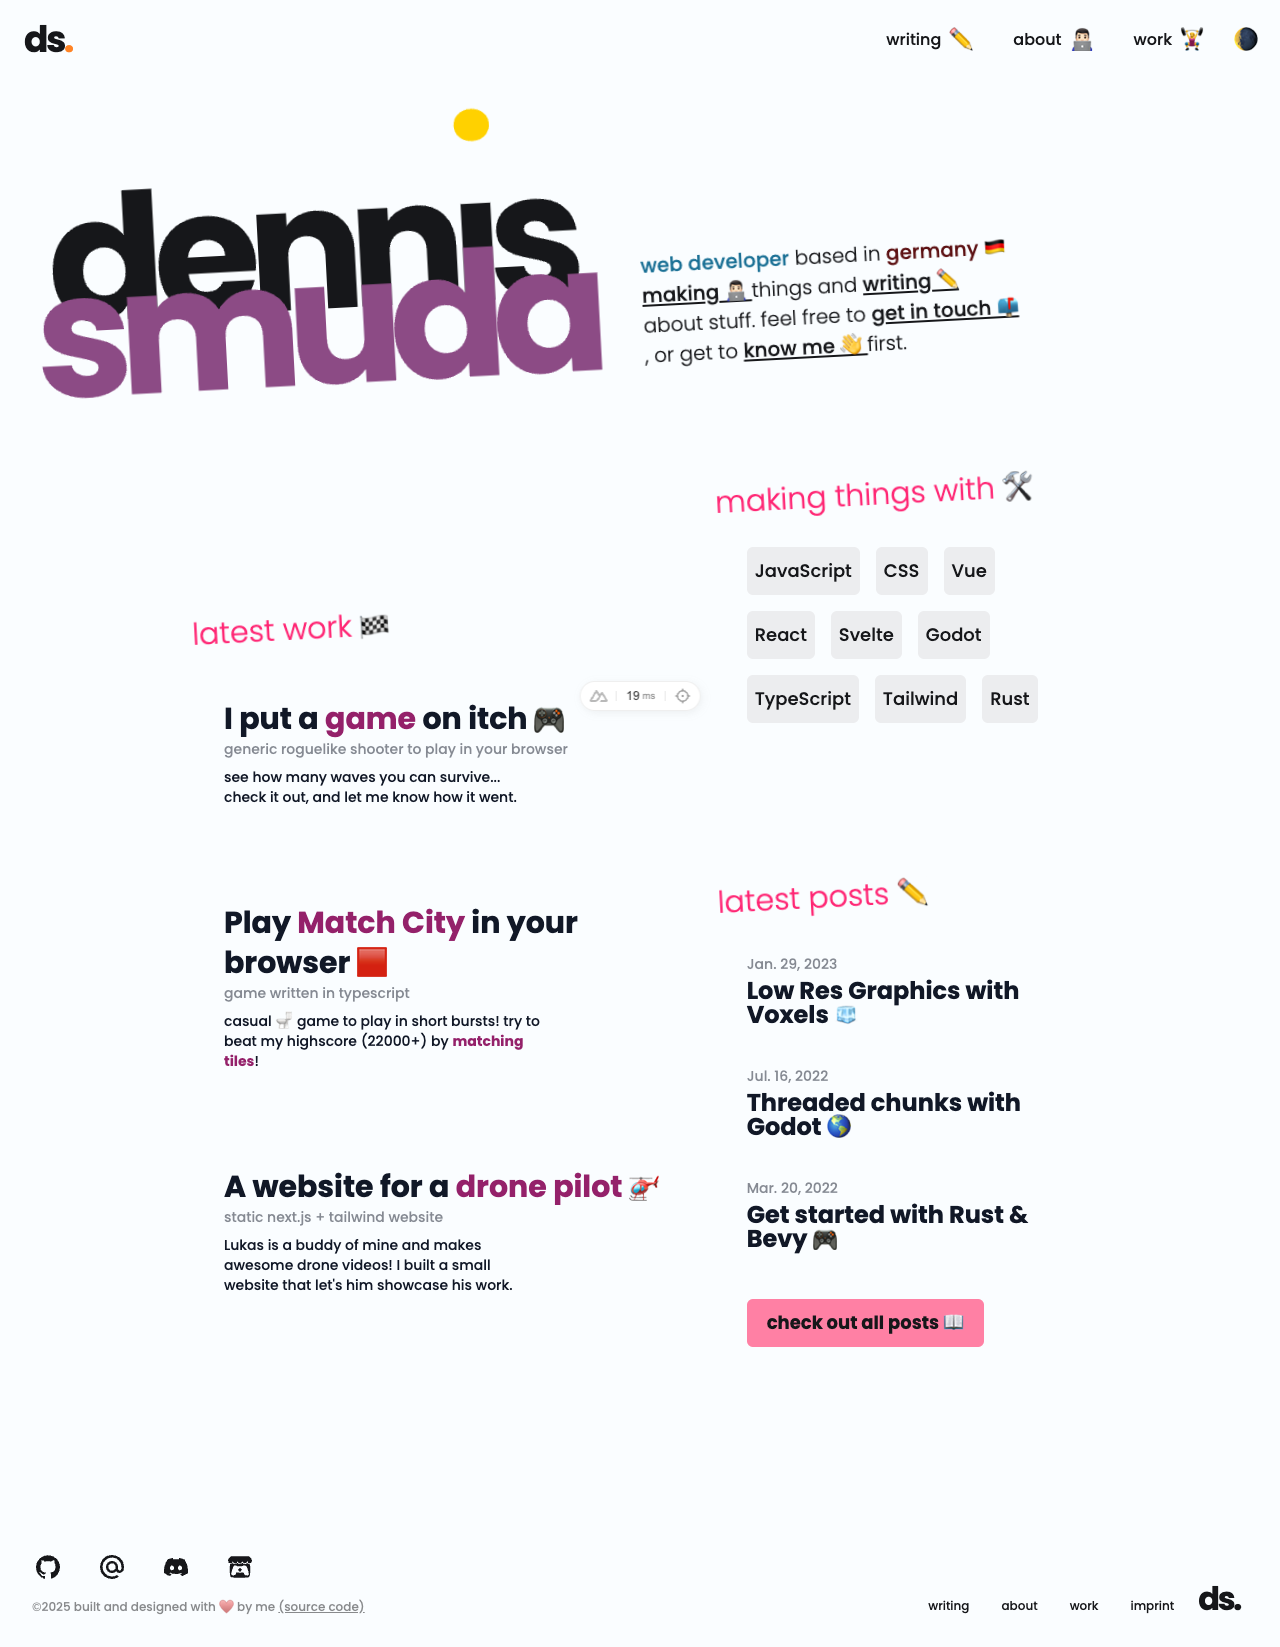 ds.
writing ✏️
about 👨🏻‍💻
work 🏋🏻
dennis
smuda
web developer based in germany 🇩🇪
making 👨🏻‍💻 things and writing ✏️
about stuff. feel free to get in touch 📫
, or get to know me 👋 first.
making things with 🛠️
JavaScript
CSS
Vue
React
Svelte
Godot
TypeScript
Tailwind
Rust
latest work 🏁
I put a game on itch 🎮
generic roguelike shooter to play in your browser
see how many waves you can survive...
check it out, and let me know how it went.
19 ms
Play Match City in your
browser 🟥
game written in typescript
casual 🚽 game to play in short bursts! try to
beat my highscore (22000+) by matching
tiles!
A website for a drone pilot 🚁
static next.js + tailwind website
Lukas is a buddy of mine and makes
awesome drone videos! I built a small
website that let's him showcase his work.
latest posts ✏️
Jan. 29, 2023
Low Res Graphics with
Voxels 🧊
Jul. 16, 2022
Threaded chunks with
Godot 🌎
Mar. 20, 2022
Get started with Rust &
Bevy 🎮
check out all posts 📖
©2025 built and designed with ♥️ by me (source code)
writing
about
work
imprint
ds.